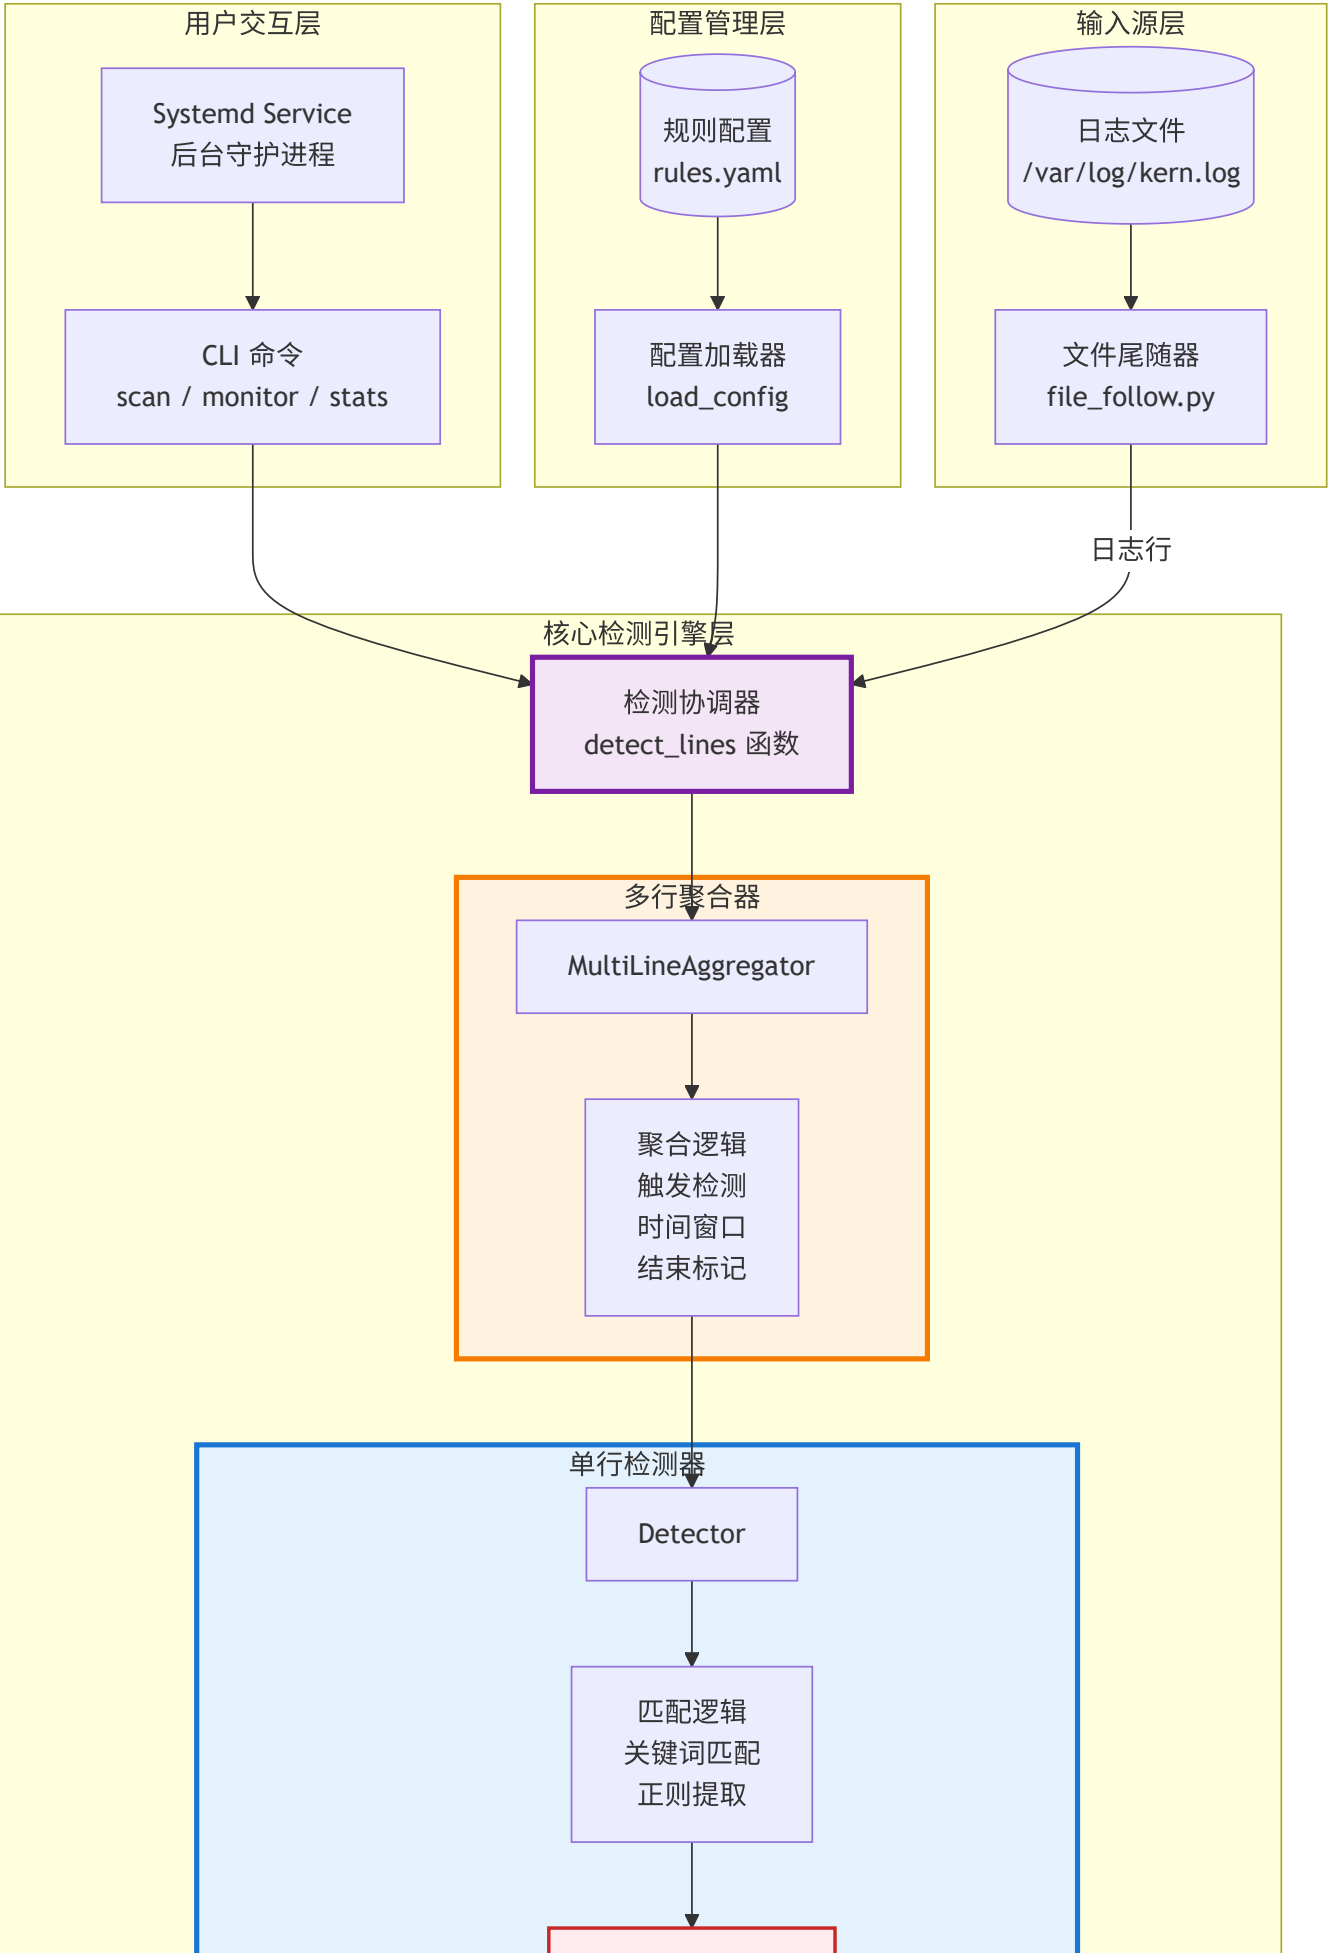 用户交互层
Systemd Service
后台守护进程
CLI 命令
scan / monitor / stats
配置管理层
规则配置
rules.yaml
配置加载器
load_config
输入源层
日志文件
/var/log/kern.log
文件尾随器
file_follow.py
日志行
核心检测引擎层
检测协调器
detect_lines 函数
多行聚合器
MultiLineAggregator
聚合逻辑
触发检测
时间窗口
结束标记
单行检测器
Detector
匹配逻辑
关键词匹配
正则提取